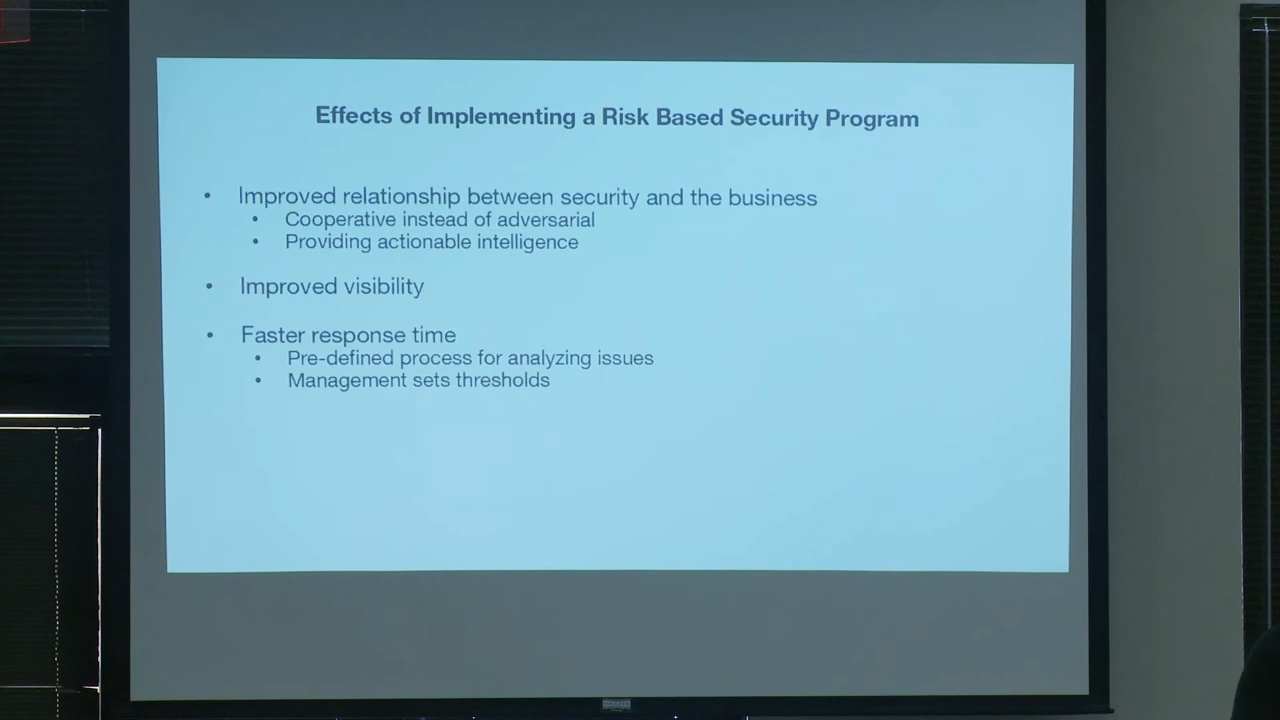 Effects of Implementing a Risk Based Security Program
• Improved relationship between security and the business
• Cooperative instead of adversarial
• Providing actionable intelligence
• Improved visibility
• Faster response time
• Pre-defined process for analyzing issues
• Management sets thresholds